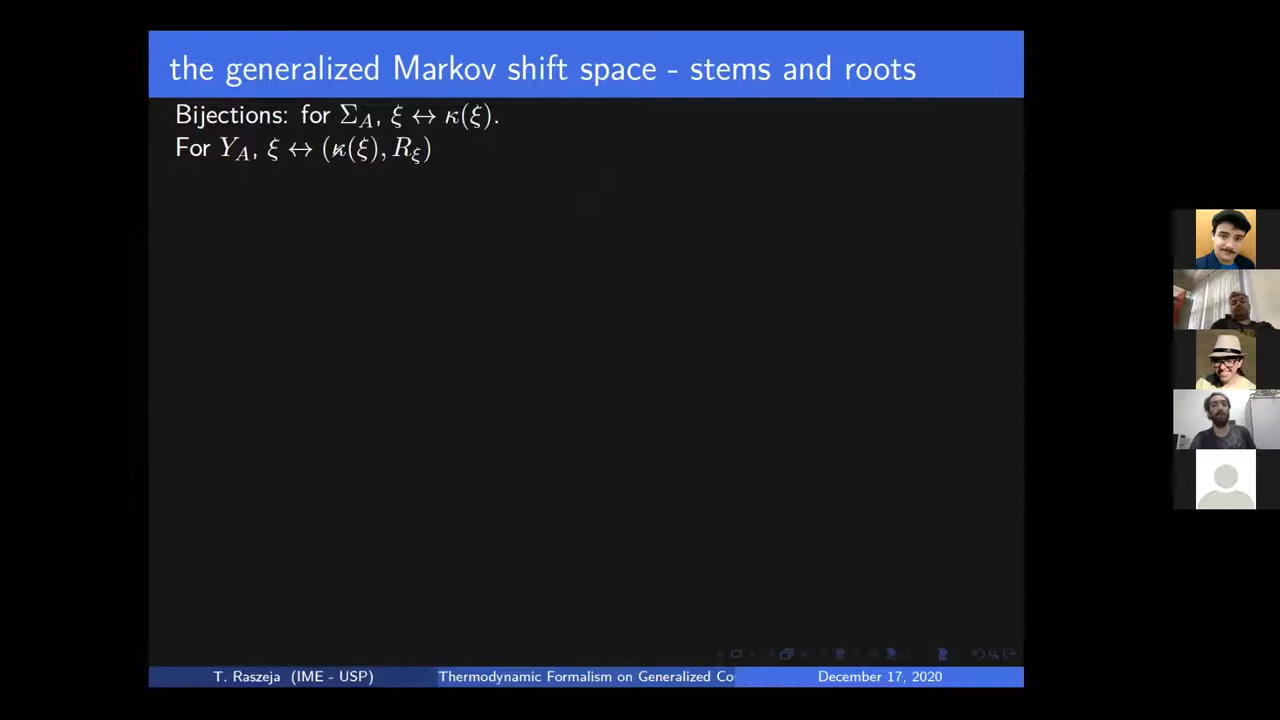 the generalized Markov shift space - stems and roots
Bijections: for Σ_A, ξ ↔ κ(ξ).
For Y_A, ξ ↔ (κ(ξ), R_ξ)
T. Raszeja (IME - USP)
Thermodynamic Formalism on Generalized Co
December 17, 2020